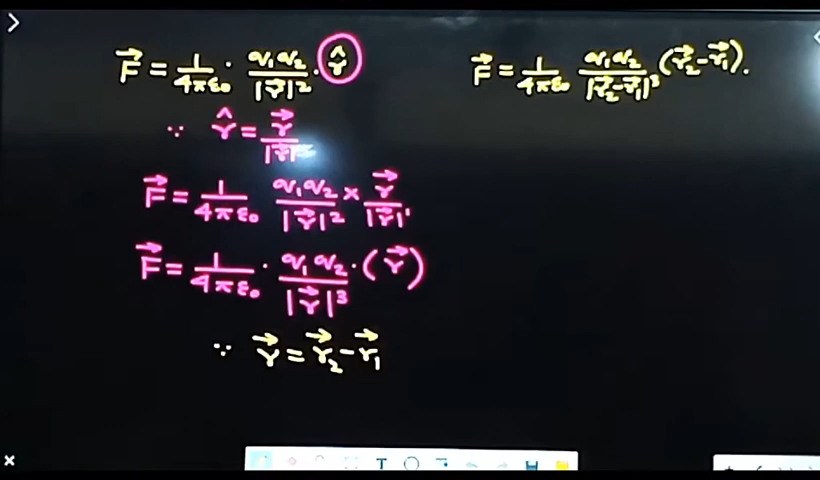 F⃗ = 1/4πε₀ · q₁q₂/|r⃗|² · r̂
∵ r̂ = r⃗/|r⃗|
F⃗ = 1/4πε₀ q₁q₂/|r⃗|² × r⃗/|r⃗|¹
F⃗ = 1/4πε₀ · q₁q₂/|r⃗|³ · (r⃗)
∵ r⃗ = r⃗₂ − r⃗₁
F⃗ = 1/4πε₀ q₁q₂/|r⃗₂ − r⃗₁|³ (r⃗₂ − r⃗₁).